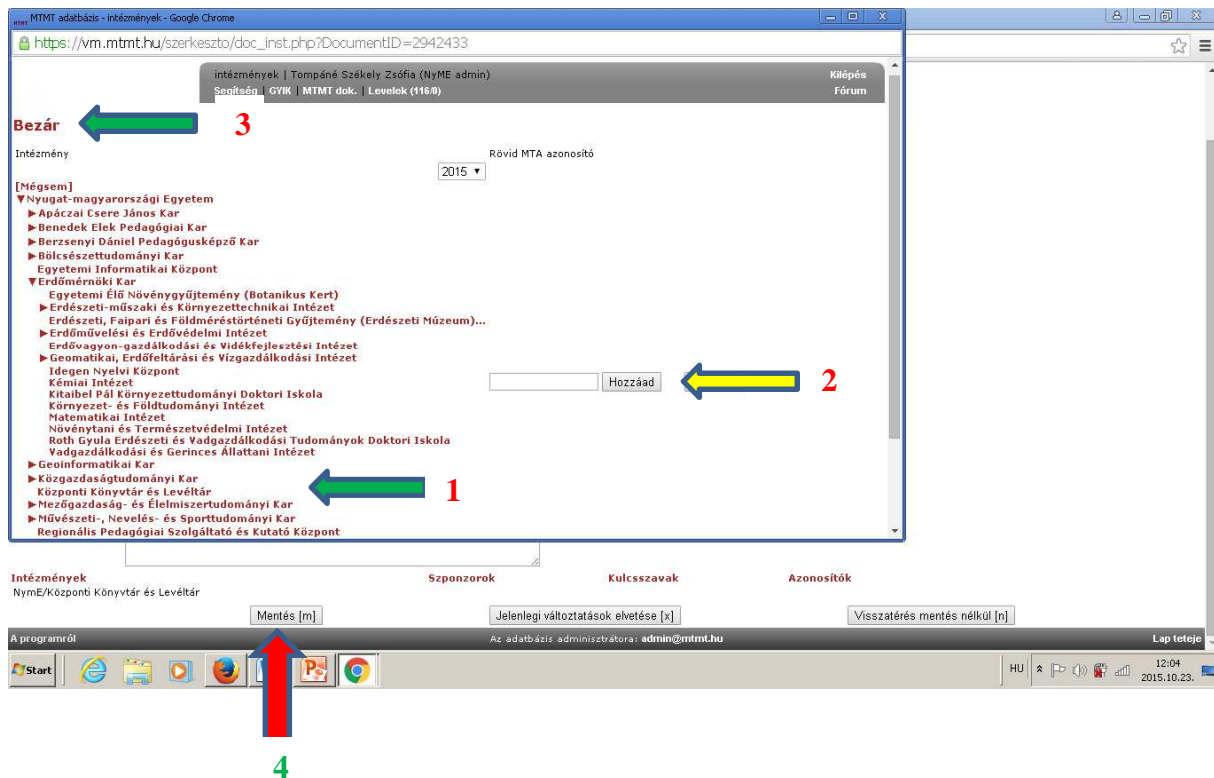 MTMT MTMT adatbázis - intézmények - Google Chrome
https://vm.mtmt.hu/szerkeszto/doc_inst.php?DocumentID=2942433
intézmények | Tompáné Székely Zsófia (NyME admin) Kilépés
Segítség | GYIK | MTMT dok. | Levelek (116/0) Fórum
Bezár 3
Intézmény Rövid MTA azonosító
2015
[Mégsem]
▼Nyugat-magyarországi Egyetem
►Apáczai Csere János Kar
►Benedek Elek Pedagógiai Kar
►Berzsenyi Dániel Pedagógusképző Kar
►Bölcsészettudományi Kar
Egyetemi Informatikai Központ
▼Erdőmérnöki Kar
Egyetemi Élő Növénygyűjtemény (Botanikus Kert)
►Erdészeti-műszaki és Környezettechnikai Intézet
Erdészeti, Faipari és Földméréstörténeti Gyűjtemény (Erdészeti Múzeum)...
►Erdőművelési és Erdővédelmi Intézet
Erdővagyon-gazdálkodási és Vidékfejlesztési Intézet
►Geomatikai, Erdőfeltárási és Vízgazdálkodási Intézet
Idegen Nyelvi Központ
Kémiai Intézet Hozzáad 2
Kitaibel Pál Környezettudományi Doktori Iskola
Környezet- és Földtudományi Intézet
Matematikai Intézet
Növénytani és Természetvédelmi Intézet
Roth Gyula Erdészeti és Vadgazdálkodási Tudományok Doktori Iskola
Vadgazdálkodási és Gerinces Állattani Intézet
►Geoinformatikai Kar
►Közgazdaságtudományi Kar
Központi Könyvtár és Levéltár 1
►Mezőgazdaság- és Élelmiszertudományi Kar
►Művészeti-, Nevelés- és Sporttudományi Kar
Regionális Pedagógiai Szolgáltató és Kutató Központ
Intézmények Szponzorok Kulcsszavak Azonosítók
NymE/Központi Könyvtár és Levéltár
Mentés [m] Jelenlegi változtatások elvetése [x] Visszatérés mentés nélkül [n]
A programról Az adatbázis adminisztrátora: admin@mtmt.hu Lap teteje
Start HU 12:04
2015.10.23.
4